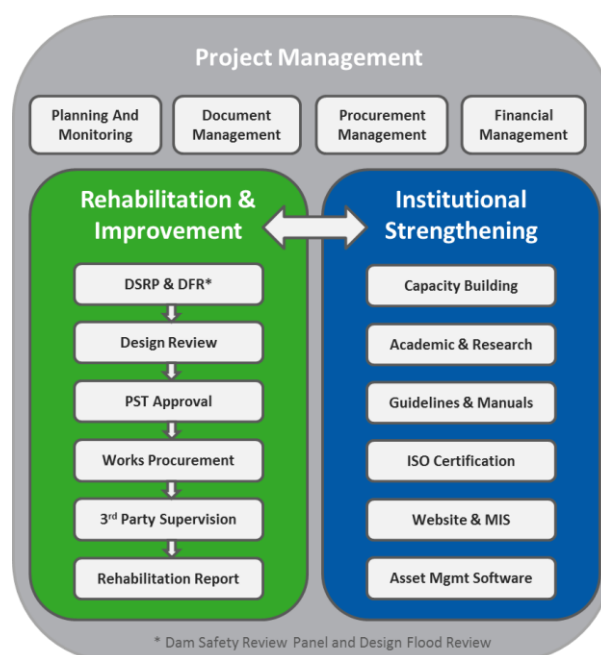 Project Management
Planning And
Monitoring
Document
Management
Procurement
Management
Financial
Management
Rehabilitation &
Improvement
DSRP & DFR*
Design Review
PST Approval
Works Procurement
3rd Party Supervision
Rehabilitation Report
Institutional
Strengthening
Capacity Building
Academic & Research
Guidelines & Manuals
ISO Certification
Website & MIS
Asset Mgmt Software
* Dam Safety Review Panel and Design Flood Review